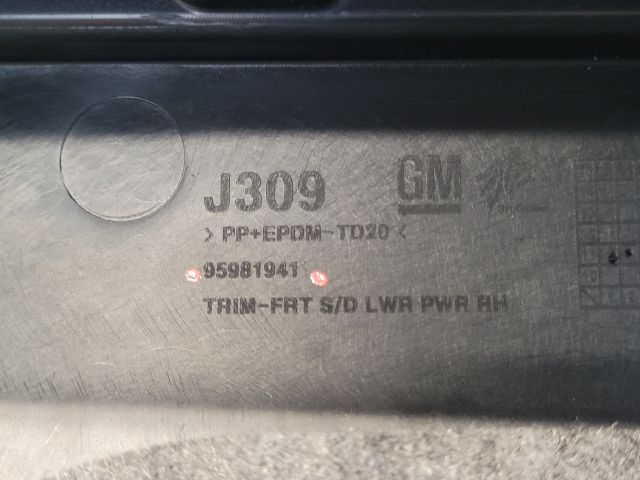 J309 GM
> PP+EPDM-TD20 <
95981941
TRIM-FRT S/D LWR PWR RH